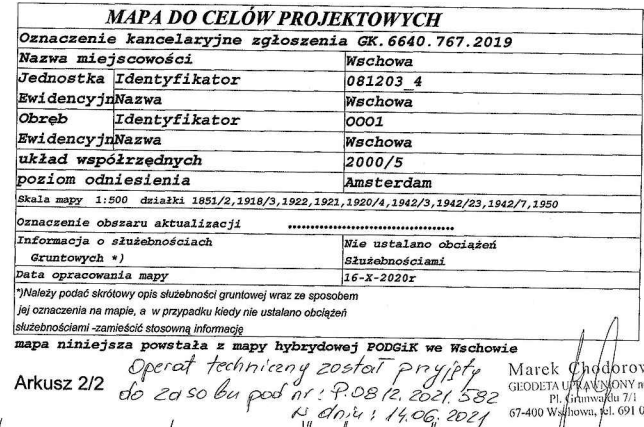 MAPA DO CELÓW PROJEKTOWYCH
Oznaczenie kancelaryjne zgłoszenia GK.6640.767.2019
Nazwa miejscowości Wschowa
Jednostka Identyfikator 081203_4
EwidencyjnNazwa Wschowa
Obręb Identyfikator 0001
EwidencyjnNazwa Wschowa
układ współrzędnych 2000/5
poziom odniesienia Amsterdam
Skala mapy 1:500 działki 1851/2,1918/3,1922,1921,1920/4,1942/3,1942/23,1942/7,1950
Oznaczenie obszaru aktualizacji ..................................
Informacja o służebnościach Nie ustalano obciążeń
Gruntowych *) Służebnościami
Data opracowania mapy 16-X-2020r
*)Należy podać skrótowy opis służebności gruntowej wraz ze sposobem
jej oznaczenia na mapie, a w przypadku kiedy nie ustalano obciążeń
służebnościami -zamieścić stosowną informację
mapa niniejsza powstała z mapy hybrydowej PODGiK we Wschowie
Operat techniczny został przyjęty
Arkusz 2/2 do zasobu pod nr: P.0812.2021.582
w dniu: 14.06.2021
Marek Chodorow
GEODETA UPRAWNIONY n
Pl. Grunwaldu 7/1
67-400 Wschowa, tel. 691 0